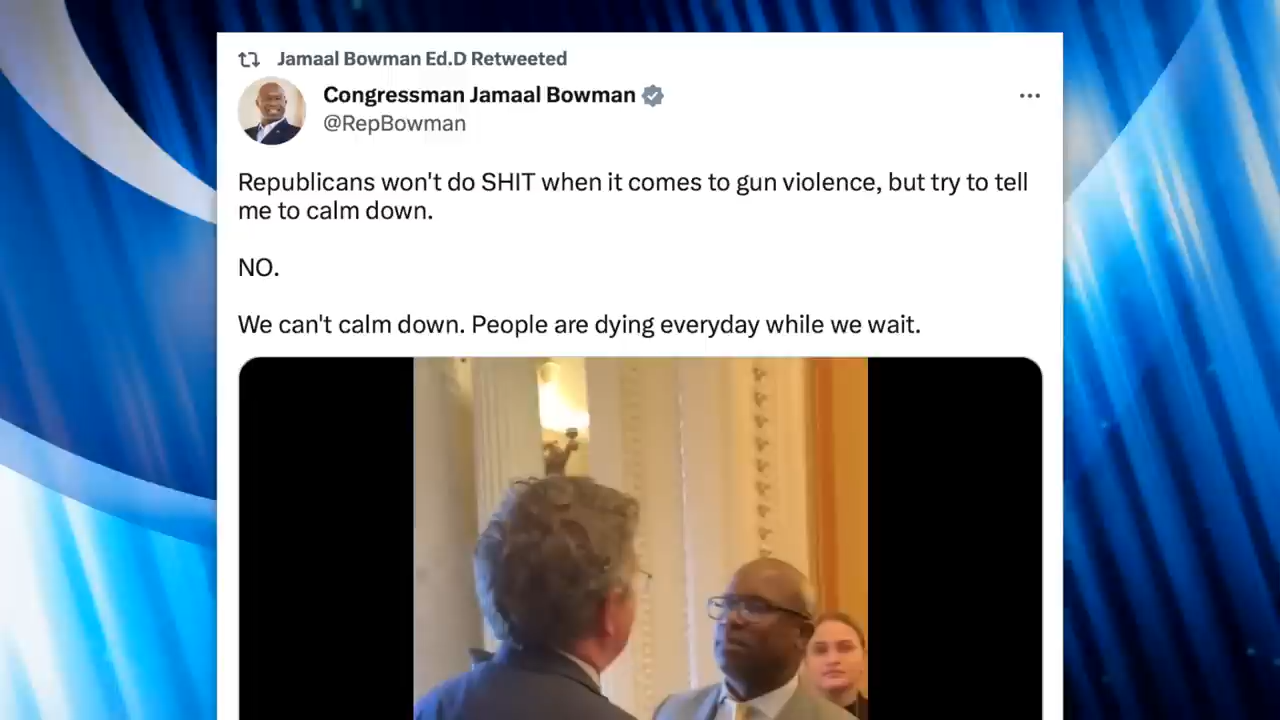 Jamaal Bowman Ed.D Retweeted
Congressman Jamaal Bowman
@RepBowman
Republicans won't do SHIT when it comes to gun violence, but try to tell
me to calm down.
NO.
We can't calm down. People are dying everyday while we wait.